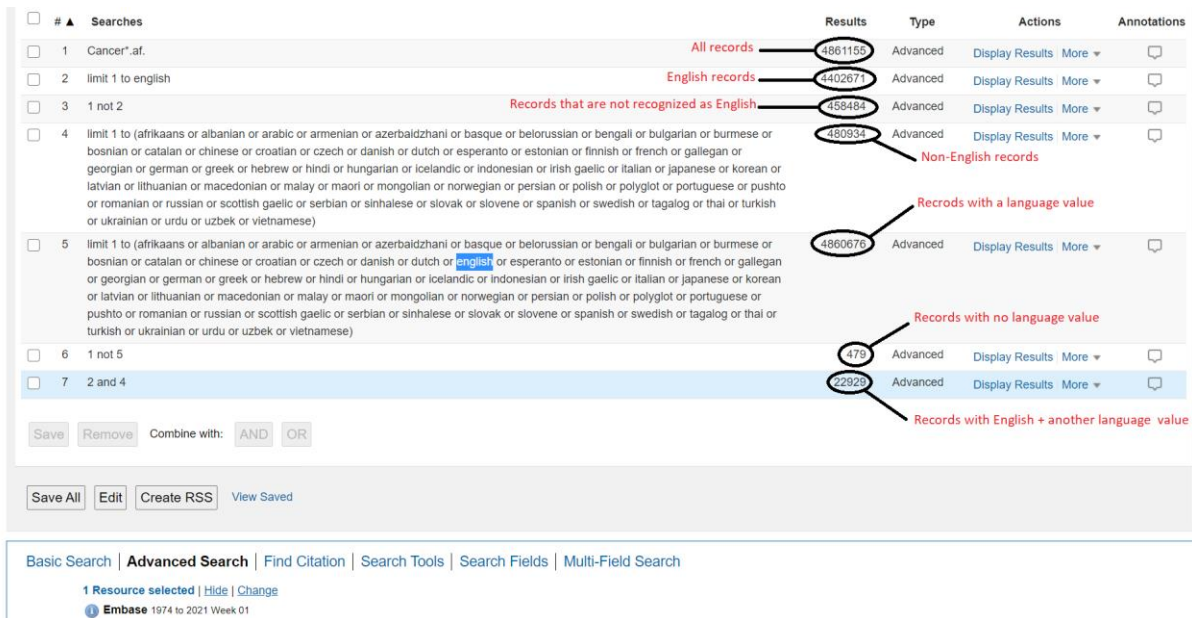 # ▲ Searches Results Type Actions Annotations
1 Cancer*.af. All records 4861155 Advanced Display Results More
2 limit 1 to english English records 4402671 Advanced Display Results More
3 1 not 2 Records that are not recognized as English 458484 Advanced Display Results More
4 limit 1 to (afrikaans or albanian or arabic or armenian or azerbaidzhani or basque or belorussian or bengali or bulgarian or burmese or 480934 Advanced Display Results More
bosnian or catalan or chinese or croatian or czech or danish or dutch or esperanto or estonian or finnish or french or gallegan or
Non-English records
georgian or german or greek or hebrew or hindi or hungarian or icelandic or indonesian or irish gaelic or italian or japanese or korean or
latvian or lithuanian or macedonian or malay or maori or mongolian or norwegian or persian or polish or polyglot or portuguese or pushto
or romanian or russian or scottish gaelic or serbian or sinhalese or slovak or slovene or spanish or swedish or tagalog or thai or turkish
Recrods with a language value
or ukrainian or urdu or uzbek or vietnamese)
5 limit 1 to (afrikaans or albanian or arabic or armenian or azerbaidzhani or basque or belorussian or bengali or bulgarian or burmese or 4860676 Advanced Display Results More
bosnian or catalan or chinese or croatian or czech or danish or dutch or english or esperanto or estonian or finnish or french or gallegan
or georgian or german or greek or hebrew or hindi or hungarian or icelandic or indonesian or irish gaelic or italian or japanese or korean
or latvian or lithuanian or macedonian or malay or maori or mongolian or norwegian or persian or polish or polyglot or portuguese or
pushto or romanian or russian or scottish gaelic or serbian or sinhalese or slovak or slovene or spanish or swedish or tagalog or thai or
Records with no language value
turkish or ukrainian or urdu or uzbek or vietnamese)
6 1 not 5 479 Advanced Display Results More
7 2 and 4 22929 Advanced Display Results More
Records with English + another language value
Save Remove Combine with: AND OR
Save All Edit Create RSS View Saved
Basic Search | Advanced Search | Find Citation | Search Tools | Search Fields | Multi-Field Search
1 Resource selected | Hide | Change
Embase 1974 to 2021 Week 01